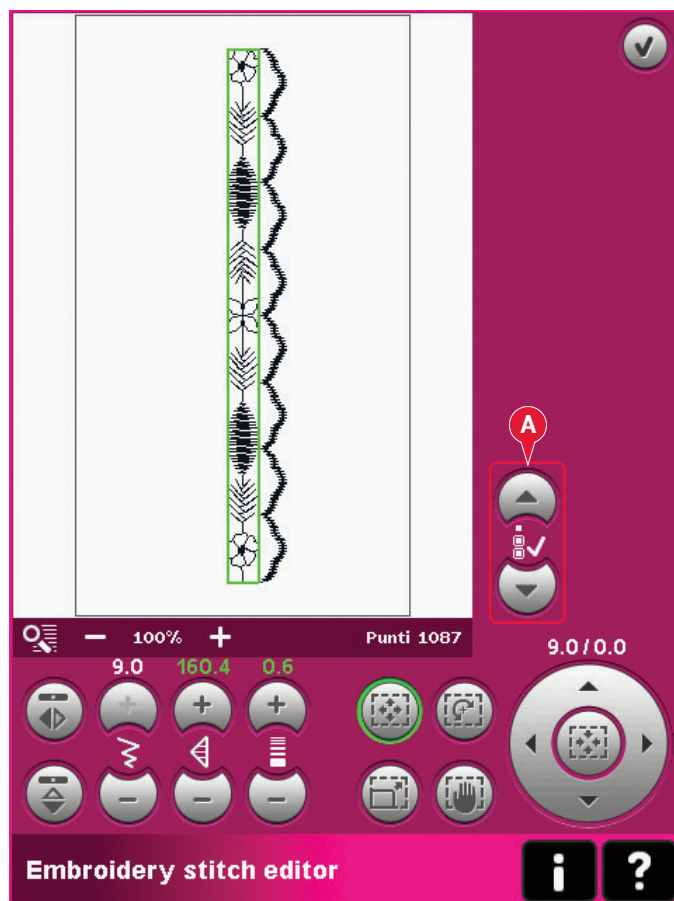 A
100%
Punti 1087
9.0/0.0
9.0 160.4 0.6
Embroidery stitch editor
i ?